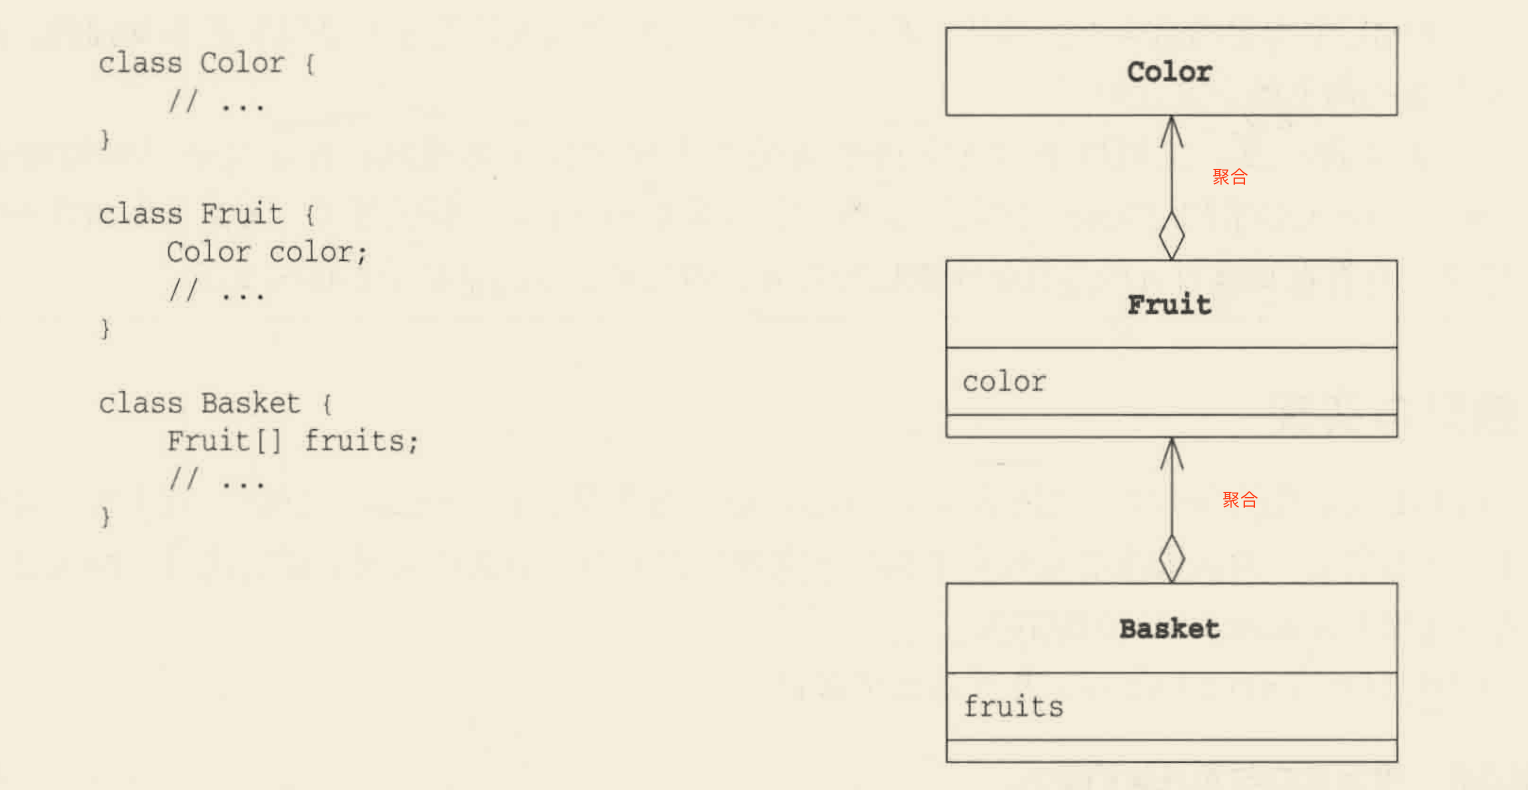 class Color {
// ...
}
class Fruit {
Color color;
// ...
}
class Basket {
Fruit[] fruits;
// ...
}
Color
聚合
Fruit
color
聚合
Basket
fruits